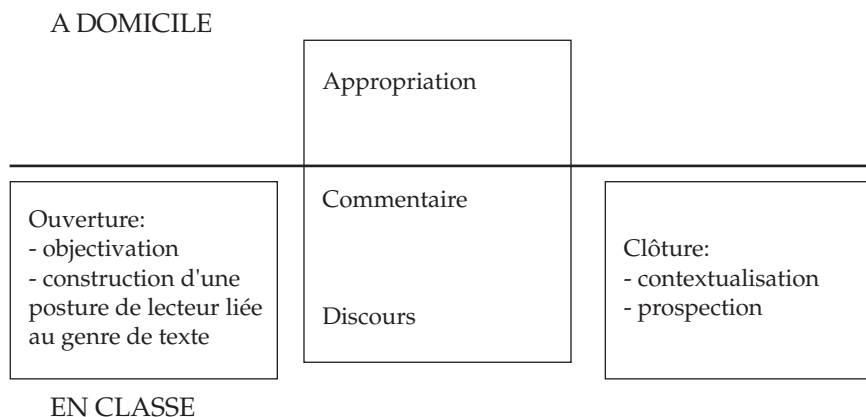 A DOMICILE
Appropriation
Ouverture:
- objectivation
- construction d'une
posture de lecteur liée
au genre de texte
Commentaire
Discours
Clôture:
- contextualisation
- prospection
EN CLASSE